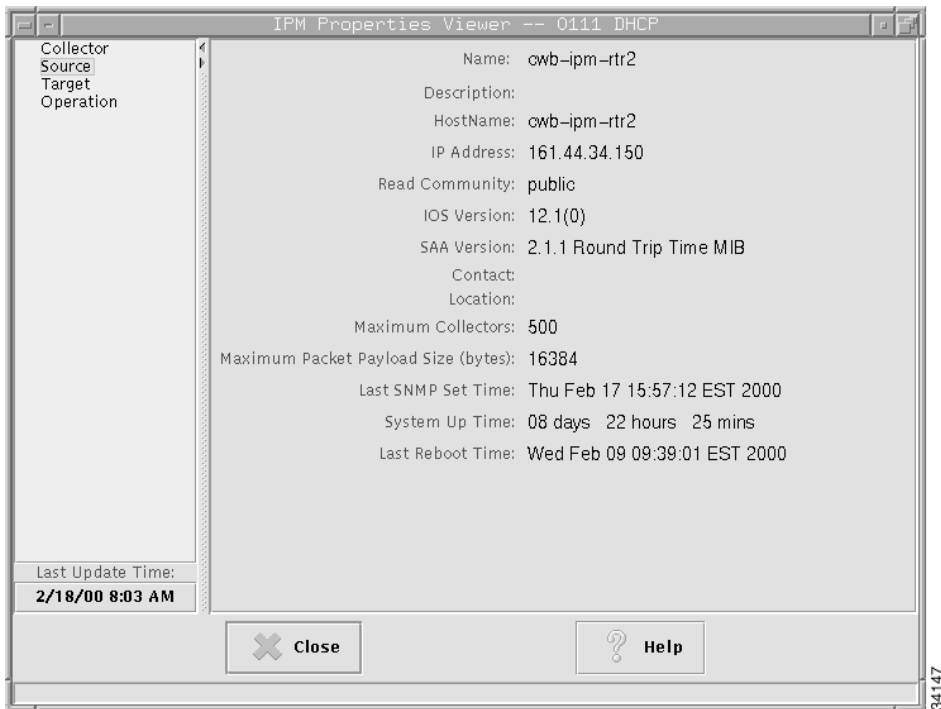 IPM Properties Viewer -- 0111 DHCP
Collector
Source
Target
Operation
Last Update Time:
2/18/00 8:03 AM
Name: cwb-ipm-rtr2
Description:
HostName: cwb-ipm-rtr2
IP Address: 161.44.34.150
Read Community: public
IOS Version: 12.1(0)
SAA Version: 2.1.1 Round Trip Time MIB
Contact:
Location:
Maximum Collectors: 500
Maximum Packet Payload Size (bytes): 16384
Last SNMP Set Time: Thu Feb 17 15:57:12 EST 2000
System Up Time: 08 days 22 hours 25 mins
Last Reboot Time: Wed Feb 09 09:39:01 EST 2000
Close
Help
34147